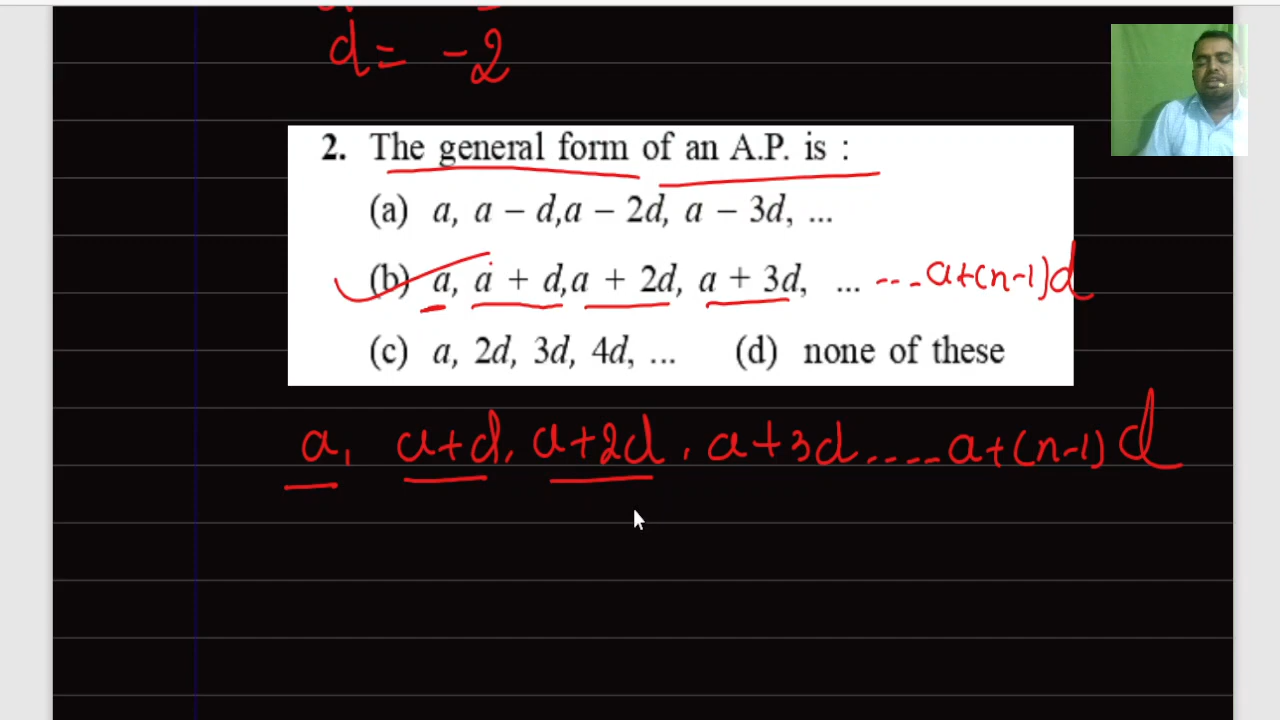 d = -2
2. The general form of an A.P. is :
(a) a, a – d,a – 2d, a – 3d, ...
(b) a, a + d,a + 2d, a + 3d, ... ---a+(n-1)d
(c) a, 2d, 3d, 4d, ... (d) none of these
a, a+d, a+2d, a+3d.....a+(n-1)d